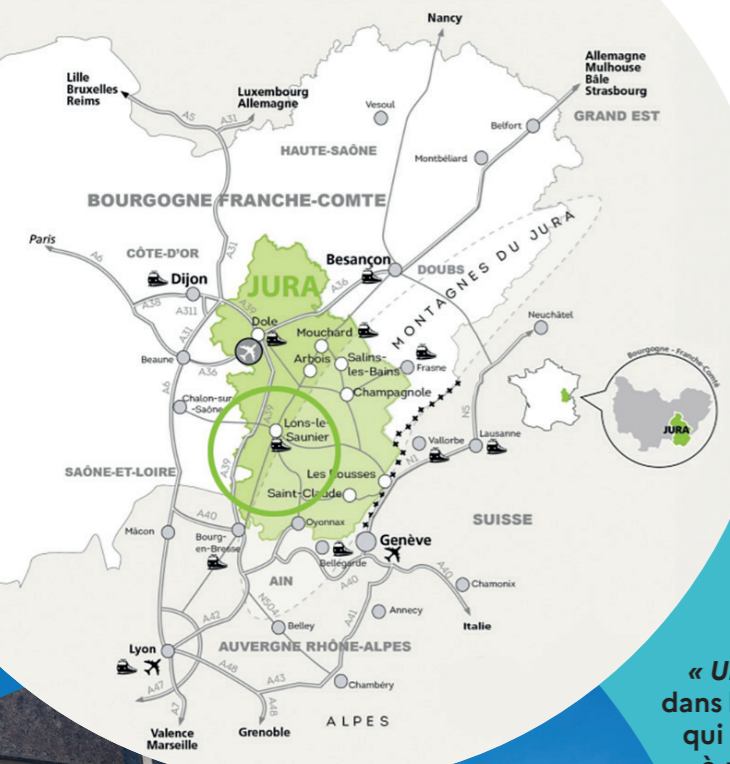 Nancy
Lille
Bruxelles
Reims
Luxembourg
Allemagne
Allemagne
Mulhouse
Bâle
Strasbourg
A5
A31
Vesoul
Belfort
GRAND EST
HAUTE-SAÔNE
Montbéliard
BOURGOGNE FRANCHE-COMTE
Paris
A6
CÔTE-D'OR
A31
Besançon
DOUBS
MONTAGNES DU JURA
Dijon
JURA
A36
A38
A311
A39
Neuchâtel
Dole
Mouchard
A31
Beaune
A36
Arbois
Salins-
les-Bains
Frasne
Bourgogne - Franche-Comté
Champagnole
A6
Chalon-sur
-Saône
A39
Lons-le
Saunier
N5
JURA
Vallorbe
Lausanne
N1
SAÔNE-ET-LOIRE
A39
Les Rousses
Saint-Claude
A40
Oyonnax
SUISSE
Mâcon
Bourg-
en-Bresse
Genève
Bellegarde
AIN
A40
A40
Chamonix
N504
A41
Annecy
Italie
A42
Belley
Lyon
AUVERGNE RHÔNE-ALPES
A48
A43
Chambéry
A47
A7
A48
Valence
Marseille
Grenoble
ALPES
dans
qui